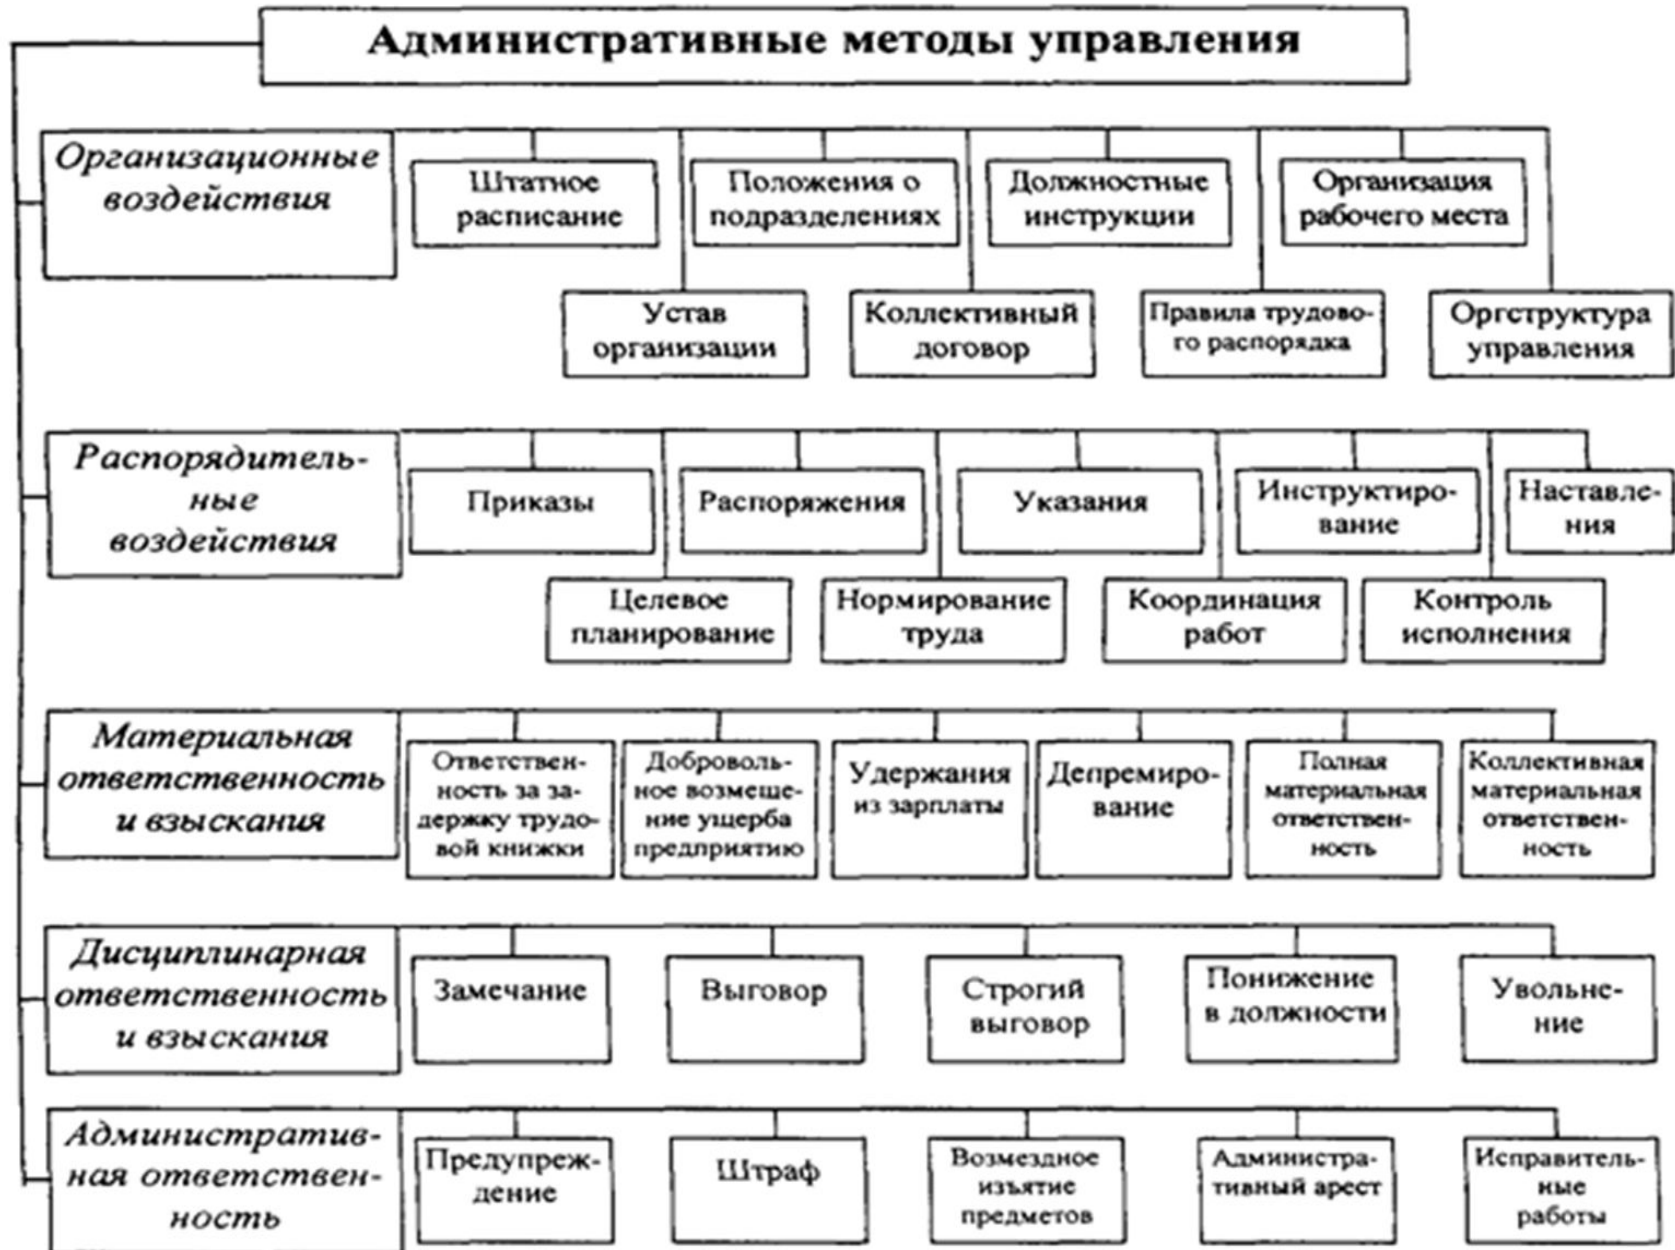 Административные методы управления
Организационные
воздействия
Штатное
расписание
Положения о
подразделениях
Должностные
инструкции
Организация
рабочего места
Устав
организации
Коллективный
договор
Правила трудово-
го распорядка
Оргструктура
управления
Распорядитель-
ные
воздействия
Приказы
Распоряжения
Указания
Инструктиро-
вание
Наставле-
ния
Целевое
планирование
Нормирование
труда
Координация
работ
Контроль
исполнения
Материальная
ответственность
и взыскания
Ответствен-
ность за за-
держку трудо-
вой книжки
Доброволь-
ное возмеще-
ние ущерба
предприятию
Удержания
из зарплаты
Депремиро-
вание
Полная
материальная
ответствен-
ность
Коллективная
материальная
ответствен-
ность
Дисциплинарная
ответственность
и взыскания
Замечание
Выговор
Строгий
выговор
Понижение
в должности
Увольне-
ние
Административ-
ная ответствен-
ность
Предупреж-
дение
Штраф
Возмездное
изъятие
предметов
Администра-
тивный арест
Исправитель-
ные
работы